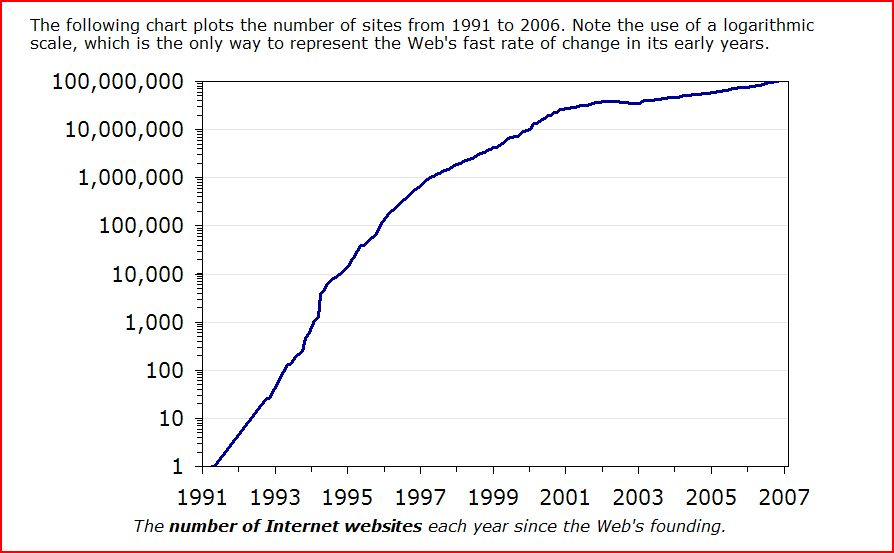 The following chart plots the number of sites from 1991 to 2006. Note the use of a logarithmic
scale, which is the only way to represent the Web's fast rate of change in its early years.
100,000,000
10,000,000
1,000,000
100,000
10,000
1,000
100
10
1
1991 1993 1995 1997 1999 2001 2003 2005 2007
The number of Internet websites each year since the Web's founding.